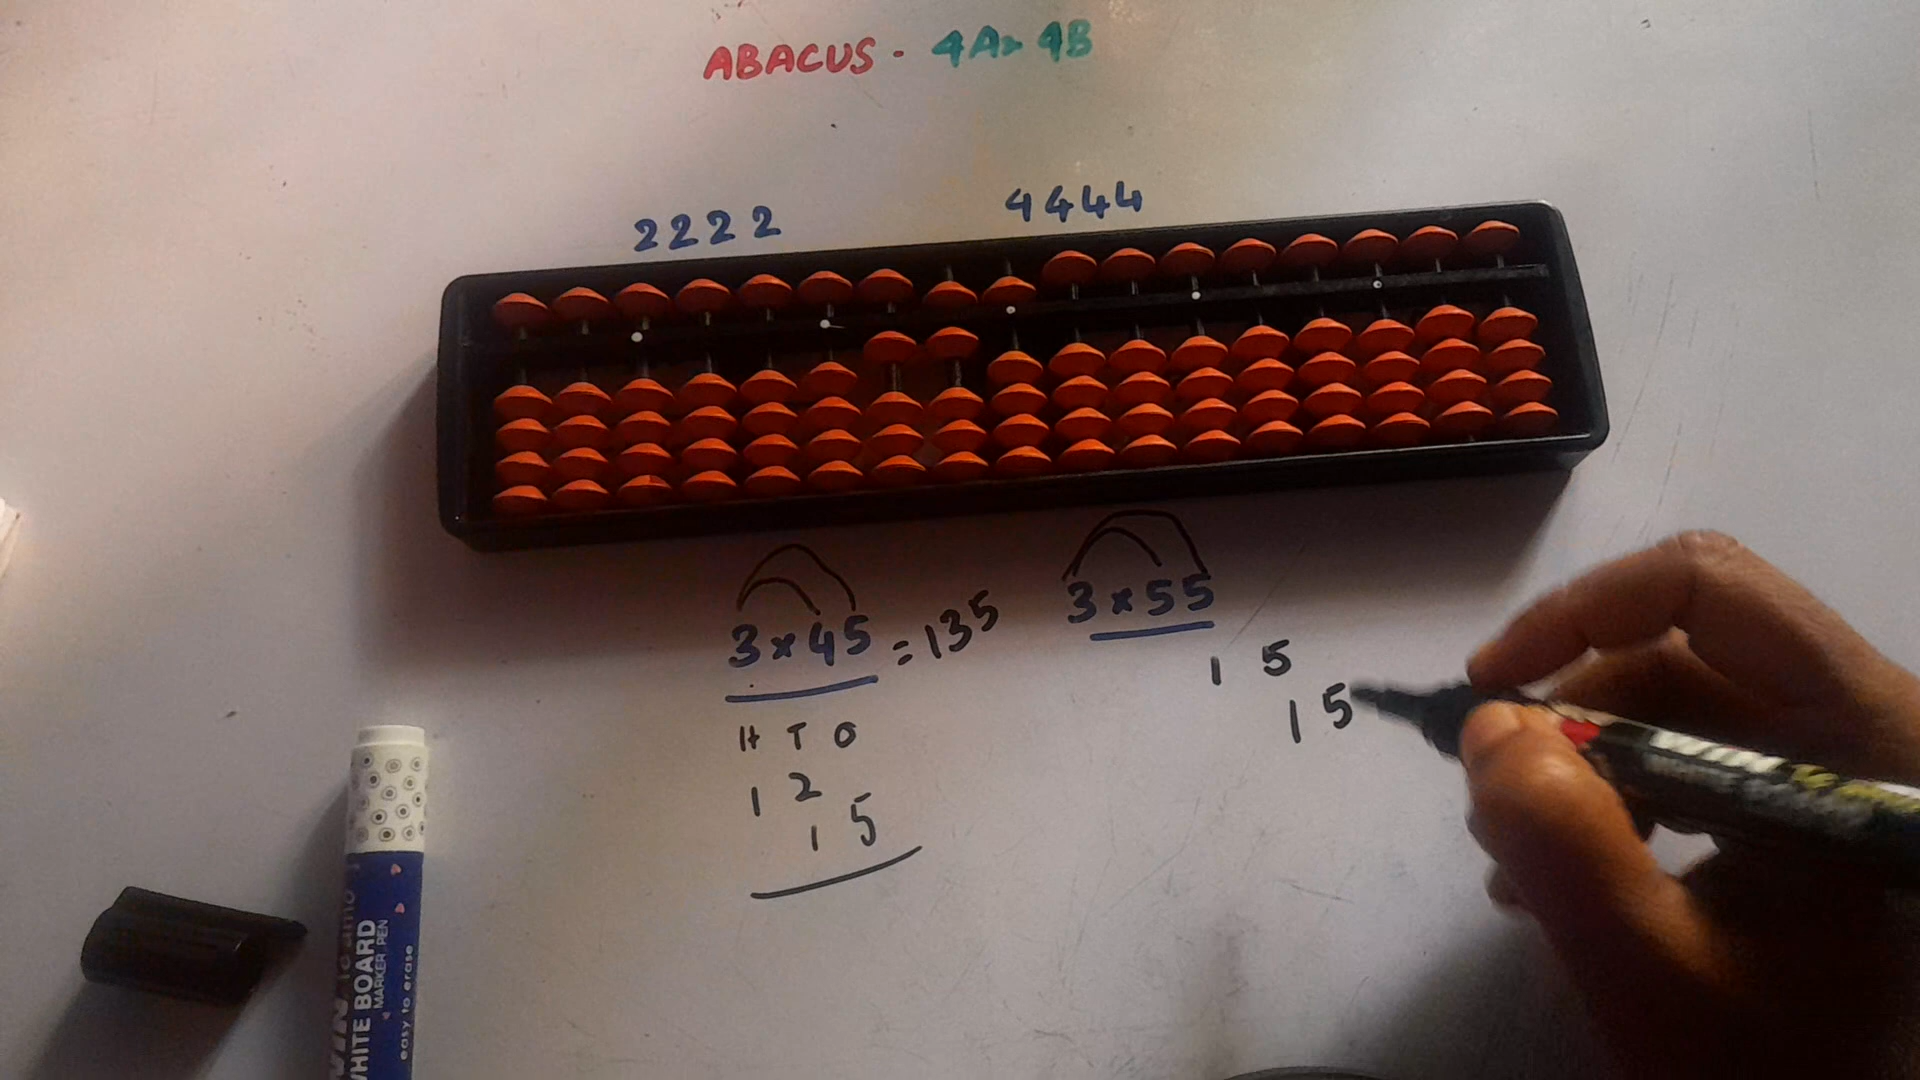 ABACUS - 4A & 4B
2222
4444
3 x 45 = 135
H T O
1 2
1 5
3 x 55
1 5
1 5
WHITE BOARD
MARKER PEN
easy to erase